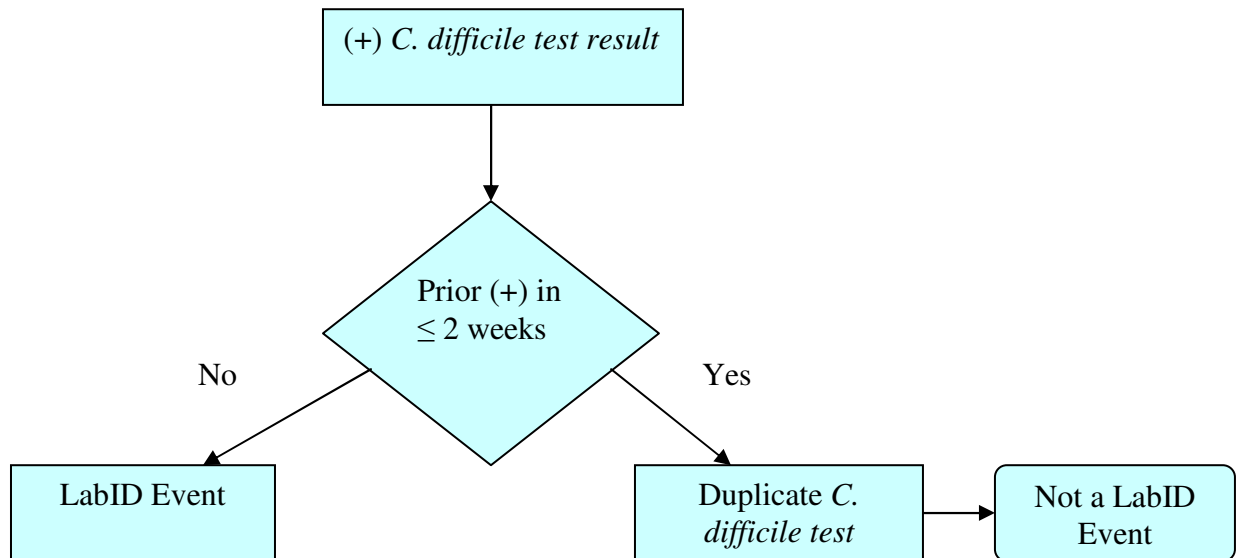 (+) C. difficile test result
Prior (+) in
≤ 2 weeks
No
Yes
LabID Event
Duplicate C.
difficile test
Not a LabID
Event